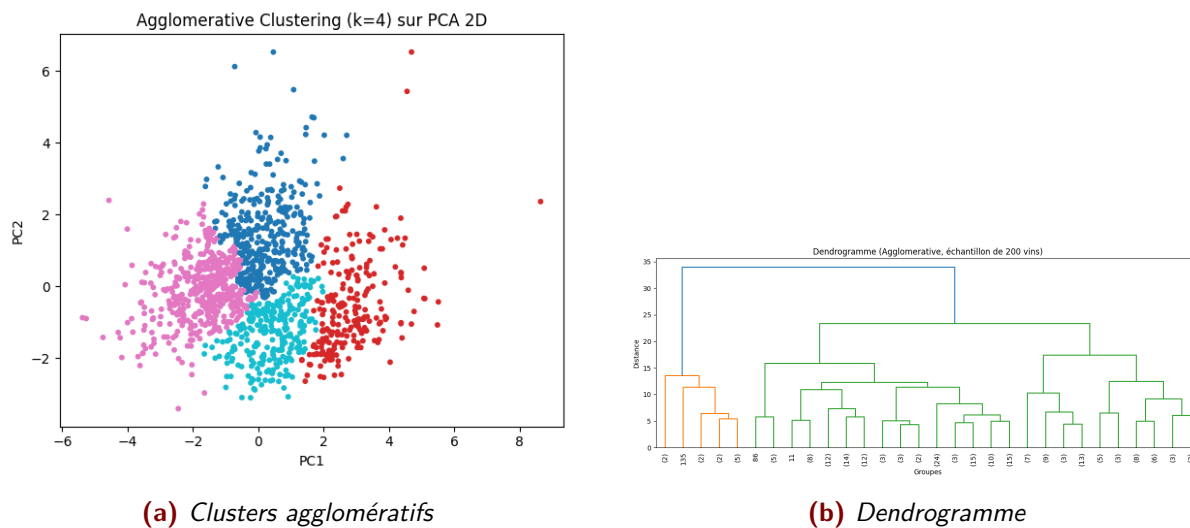 Agglomerative Clustering (k=4) sur PCA 2D
PC2
6
4
2
0
−2
−6 −4 −2 0 2 4 6 8
PC1
(a) Clusters agglomératifs
Dendrogramme (Agglomerative, échantillon de 200 vins)
Distance
35
30
25
20
15
10
5
0
(2) 135 (2) (2) (5) 86 (5) 11 (8) (12) (14) (12) (3) (3) (2) (24) (3) (15) (10) (15) (7) (9) (3) (13) (5) (3) (8) (6) (3)
Groupes
(b) Dendrogramme